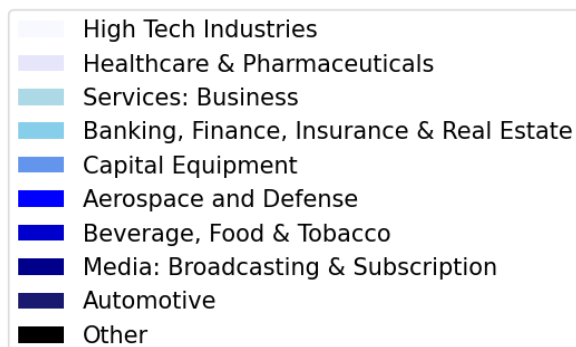 High Tech Industries
Healthcare & Pharmaceuticals
Services: Business
Banking, Finance, Insurance & Real Estate
Capital Equipment
Aerospace and Defense
Beverage, Food & Tobacco
Media: Broadcasting & Subscription
Automotive
Other